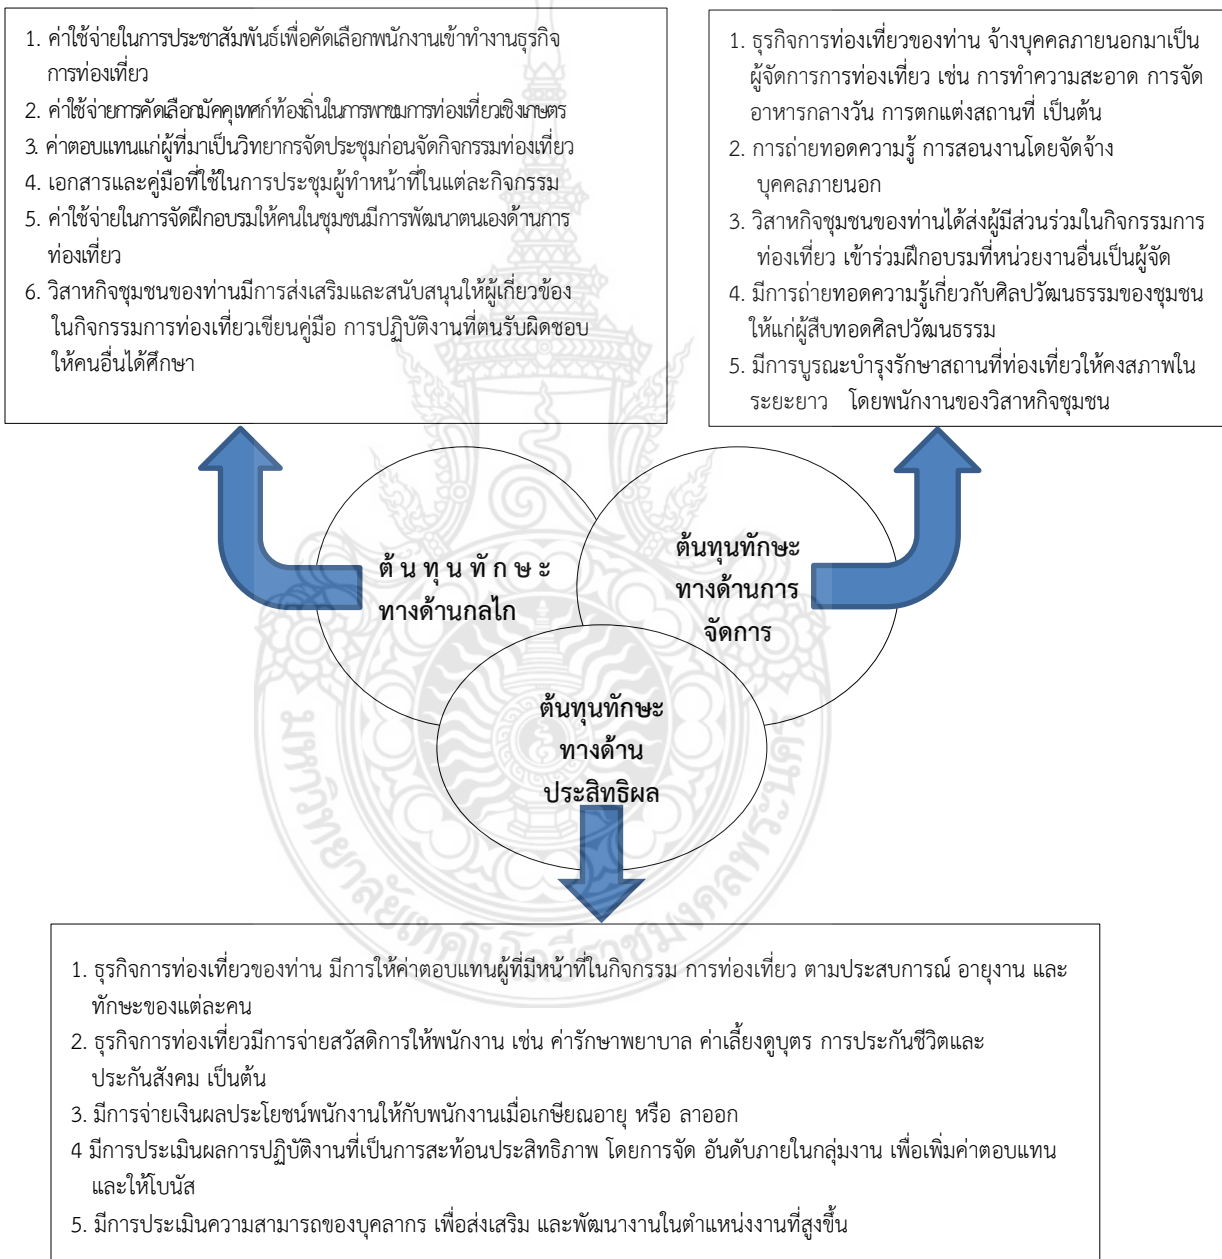 1. ค่าใช้จ่ายในการประชาสัมพันธ์เพื่อคัดเลือกพนักงานเข้าทำงานธุรกิจ
การท่องเที่ยว
2. ค่าใช้จ่ายการคัดเลือกมัคคุเทศก์ท้องถิ่นในการพาชมการท่องเที่ยวเชิงเกษตร
3. ค่าตอบแทนแก่ผู้ที่มาเป็นวิทยากรจัดประชุมก่อนจัดกิจกรรมท่องเที่ยว
4. เอกสารและคู่มือที่ใช้ในการประชุมผู้ทำหน้าที่ในแต่ละกิจกรรม
5. ค่าใช้จ่ายในการจัดฝึกอบรมให้คนในชุมชนมีการพัฒนาตนเองด้านการ
ท่องเที่ยว
6. วิสาหกิจชุมชนของท่านมีการส่งเสริมและสนับสนุนให้ผู้เกี่ยวข้อง
ในกิจกรรมการท่องเที่ยวเขียนคู่มือ การปฏิบัติงานที่ตนรับผิดชอบ
ให้คนอื่นได้ศึกษา
1. ธุรกิจการท่องเที่ยวของท่าน จ้างบุคคลภายนอกมาเป็น
ผู้จัดการการท่องเที่ยว เช่น การทำความสะอาด การจัด
อาหารกลางวัน การตกแต่งสถานที่ เป็นต้น
2. การถ่ายทอดความรู้ การสอนงานโดยจัดจ้าง
บุคคลภายนอก
3. วิสาหกิจชุมชนของท่านได้ส่งผู้มีส่วนร่วมในกิจกรรมการ
ท่องเที่ยว เข้าร่วมฝึกอบรมที่หน่วยงานอื่นเป็นผู้จัด
4. มีการถ่ายทอดความรู้เกี่ยวกับศิลปวัฒนธรรมของชุมชน
ให้แก่ผู้สืบทอดศิลปวัฒนธรรม
5. มีการบูรณะบำรุงรักษาสถานที่ท่องเที่ยวให้คงสภาพใน
ระยะยาว โดยพนักงานของวิสาหกิจชุมชน
ต้นทุนทักษะ
ทางด้านกลไก
ต้นทุนทักษะ
ทางด้านการ
จัดการ
ต้นทุนทักษะ
ทางด้าน
ประสิทธิผล
มหาวิทยาลัยเทคโนโลยีราชมงคลพระนคร
1. ธุรกิจการท่องเที่ยวของท่าน มีการให้ค่าตอบแทนผู้ที่มีหน้าที่ในกิจกรรม การท่องเที่ยว ตามประสบการณ์ อายุงาน และ
ทักษะของแต่ละคน
2. ธุรกิจการท่องเที่ยวมีการจ่ายสวัสดิการให้พนักงาน เช่น ค่ารักษาพยาบาล ค่าเลี้ยงดูบุตร การประกันชีวิตและ
ประกันสังคม เป็นต้น
3. มีการจ่ายเงินผลประโยชน์พนักงานให้กับพนักงานเมื่อเกษียณอายุ หรือ ลาออก
4 มีการประเมินผลการปฏิบัติงานที่เป็นการสะท้อนประสิทธิภาพ โดยการจัด อันดับภายในกลุ่มงาน เพื่อเพิ่มค่าตอบแทน
และให้โบนัส
5. มีการประเมินความสามารถของบุคลากร เพื่อส่งเสริม และพัฒนางานในตำแหน่งงานที่สูงขึ้น